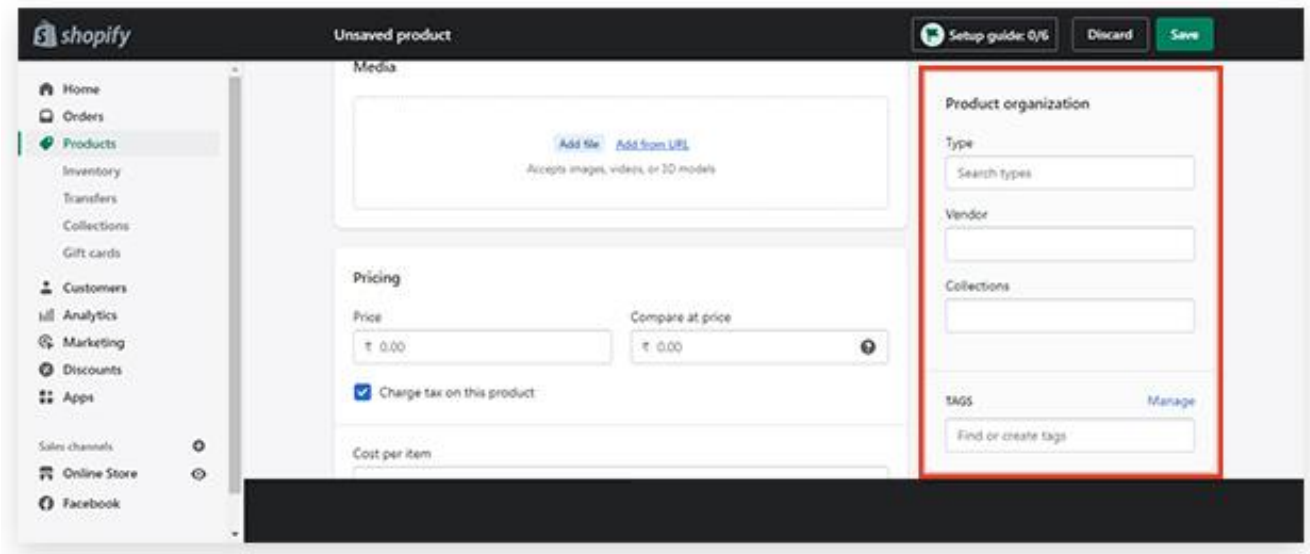 shopify
Unsaved product
Setup guide: 0/6
Discard
Save
Home
Orders
Products
Inventory
Transfers
Collections
Gift cards
Customers
Analytics
Marketing
Discounts
Apps
Sales channels
Online Store
Facebook
Media
Add file Add from URL
Accepts images, videos, or 3D models
Pricing
Price
₹ 0.00
Compare at price
₹ 0.00
Charge tax on this product
Cost per item
Product organization
Type
Search types
Vendor
Collections
TAGS Manage
Find or create tags